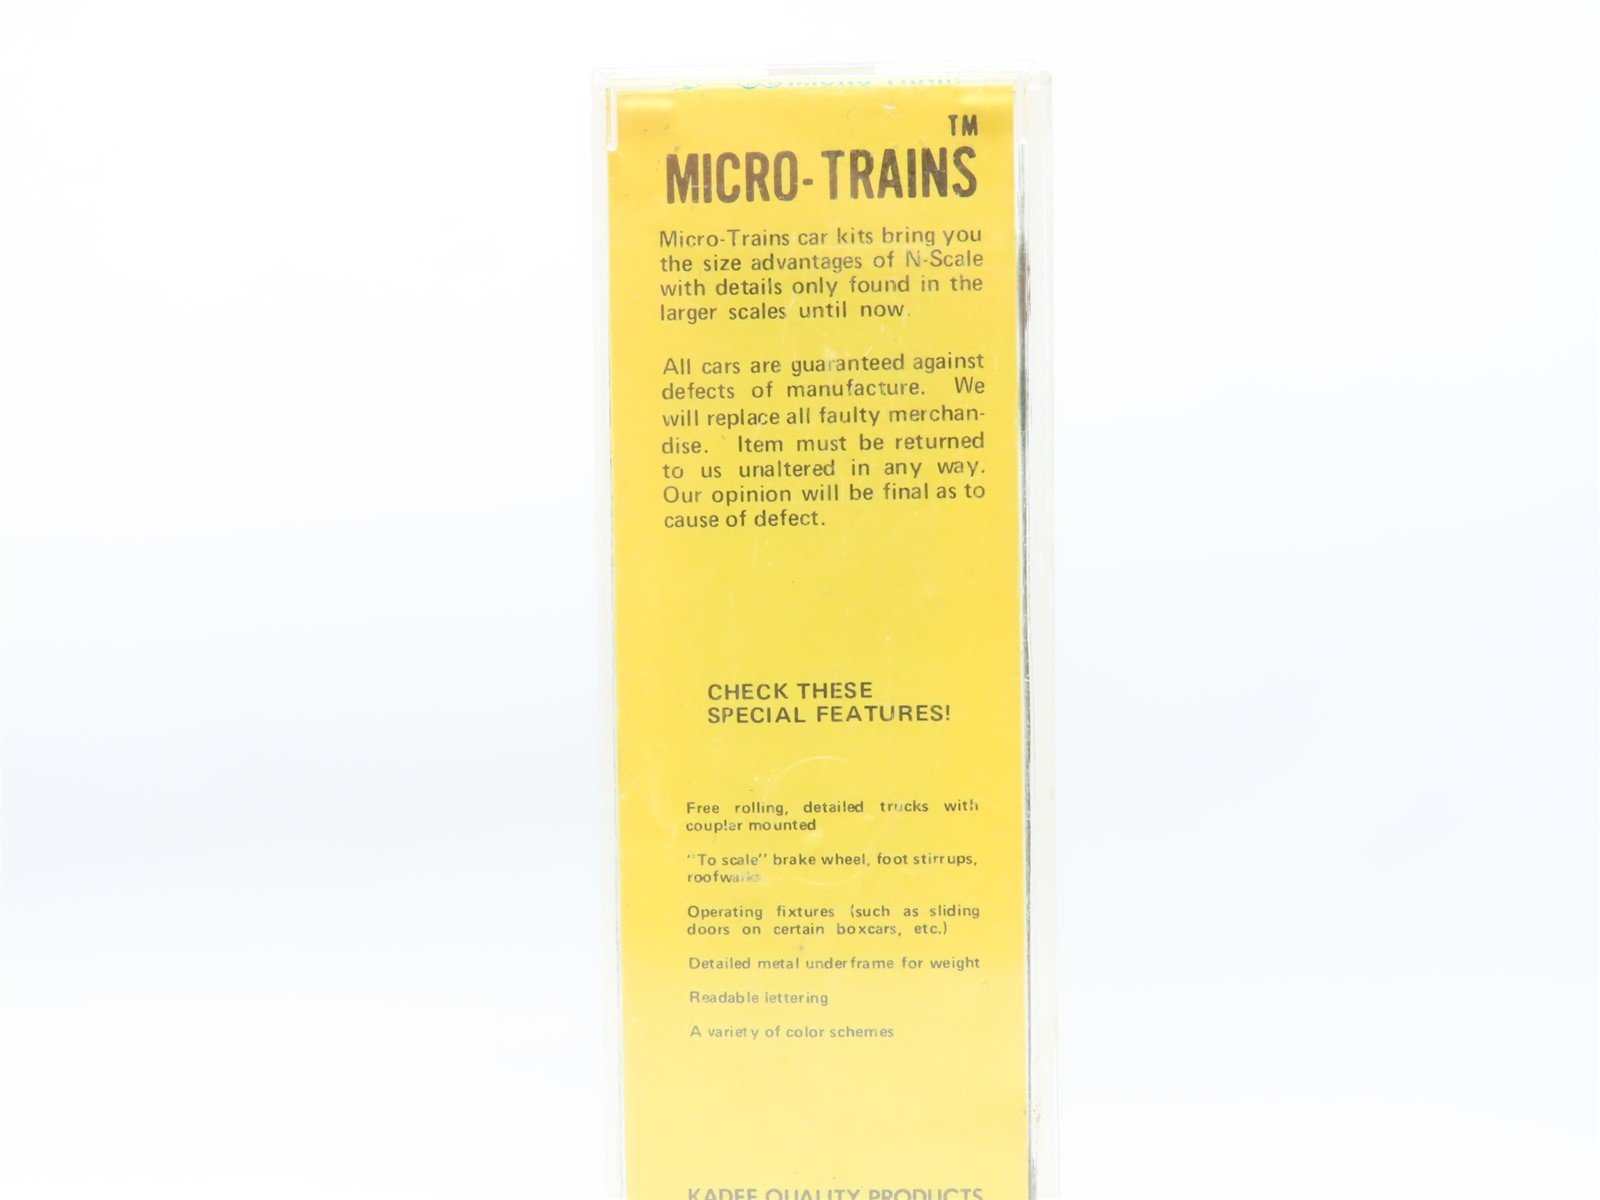 MICRO-TRAIN
TM
MICRO-TRAINS
Micro-Trains car kits bring you
the size advantages of N-Scale
with details only found in the
larger scales until now.
All cars are guaranteed against
defects of manufacture. We
will replace all faulty merchan-
dise. Item must be returned
to us unaltered in any way.
Our opinion will be final as to
cause of defect.
CHECK THESE
SPECIAL FEATURES!
Free rolling, detailed trucks with
coupler mounted
"To scale" brake wheel, foot stirrups,
roofwalks
Operating fixtures (such as sliding
doors on certain boxcars, etc.)
Detailed metal underframe for weight
Readable lettering
A variety of color schemes
KADEE QUALITY PRODUCTS